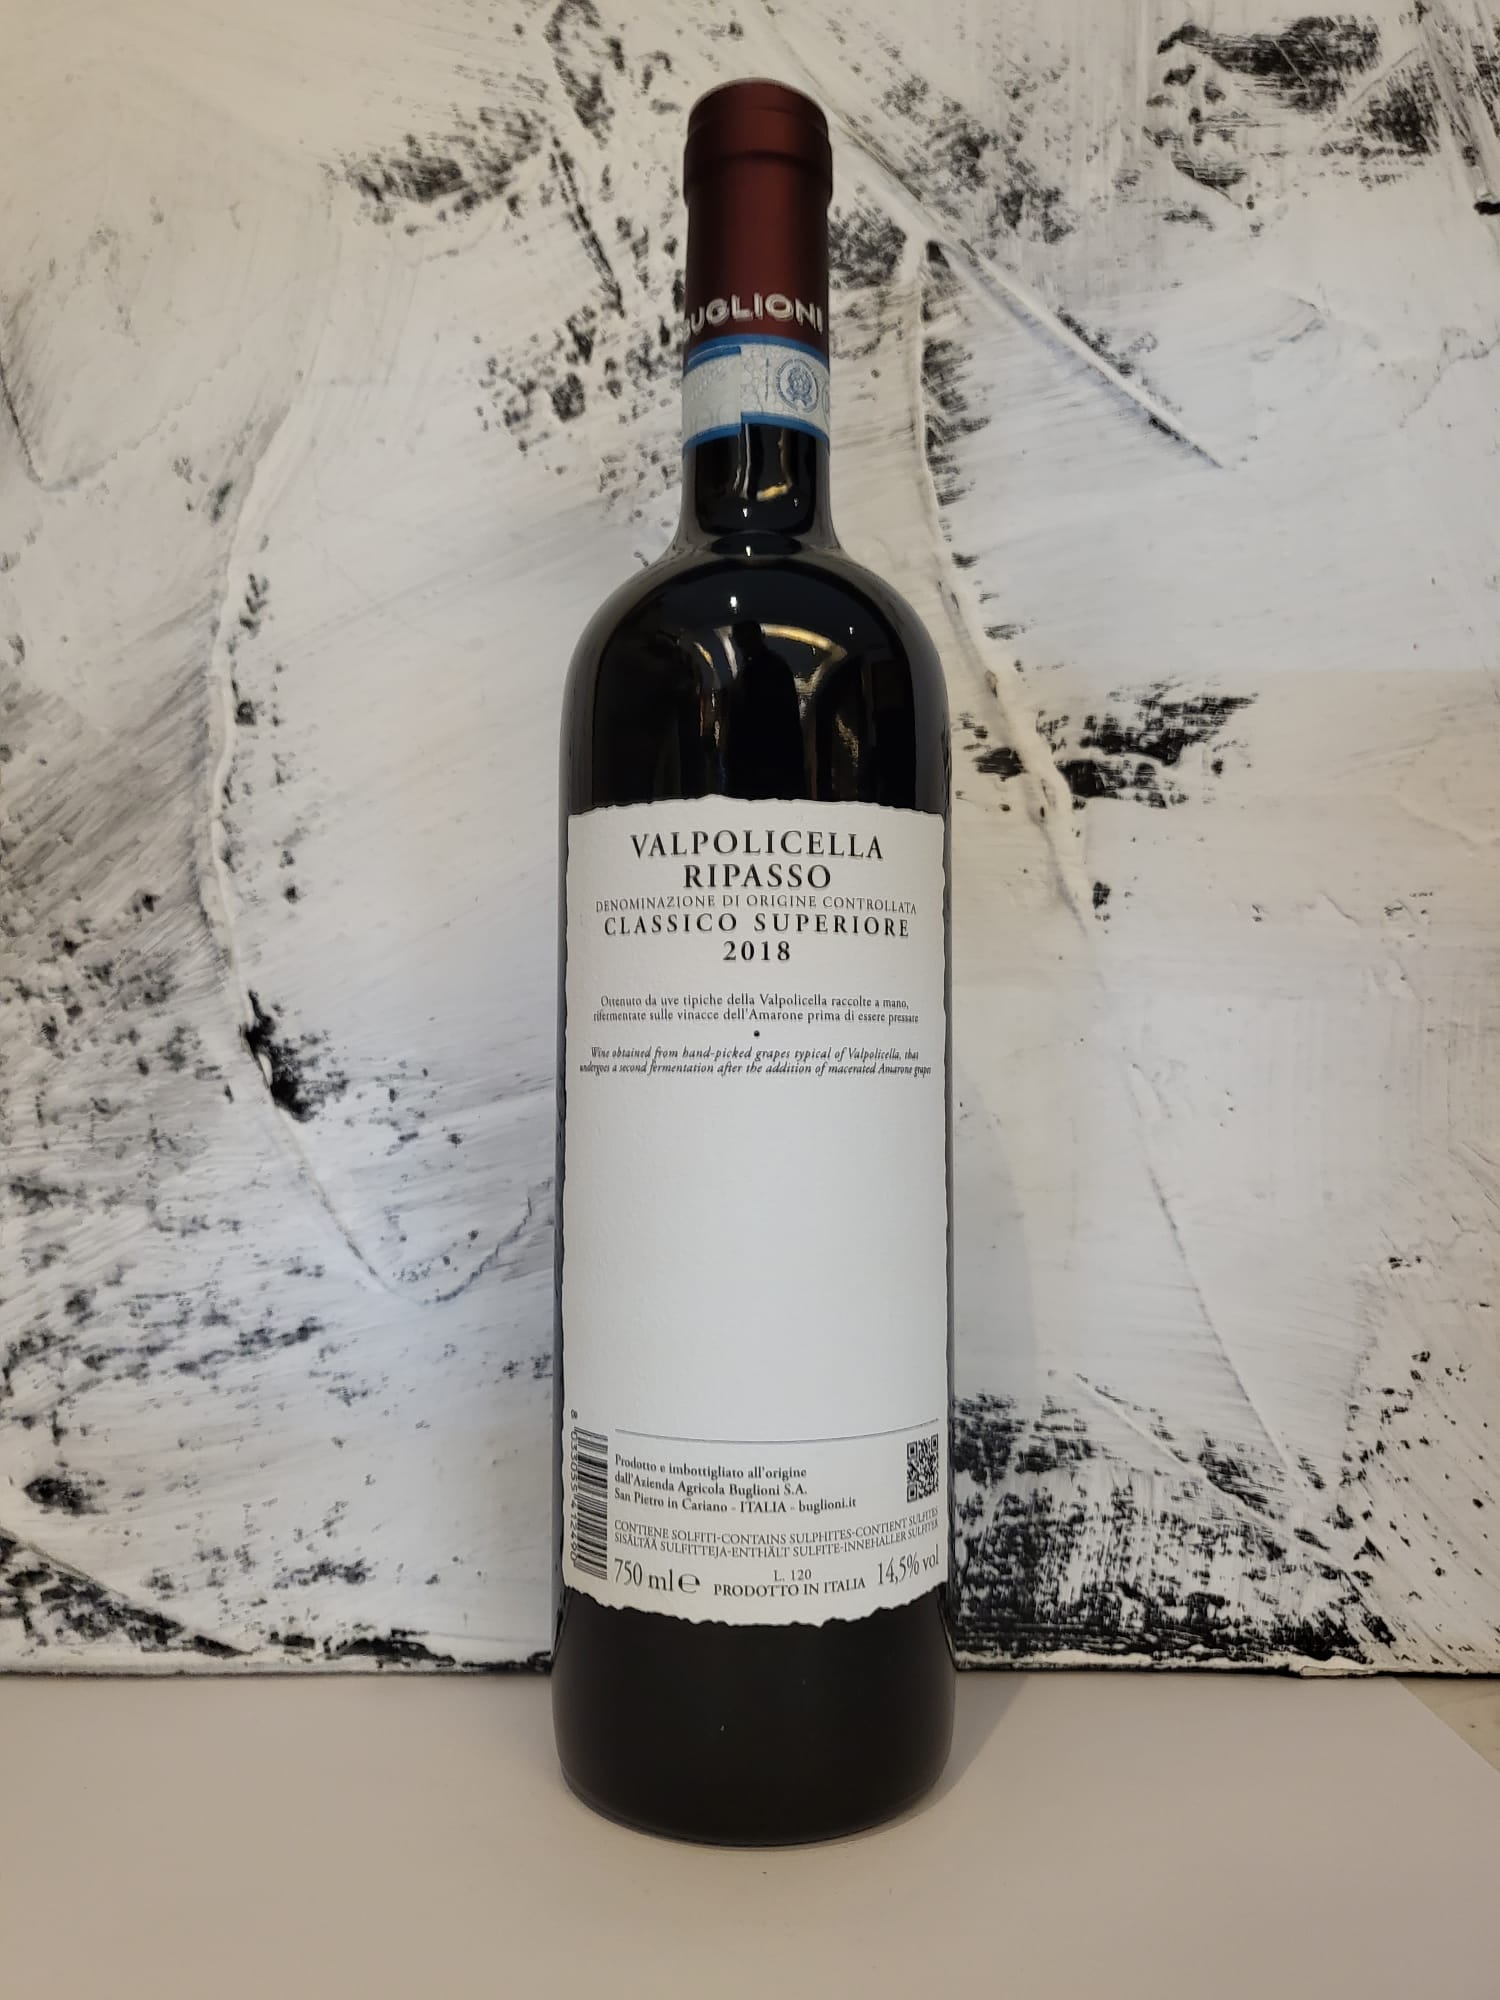 BUGLIONI
VALPOLICELLA
RIPASSO
DENOMINAZIONE DI ORIGINE CONTROLLATA
CLASSICO SUPERIORE
2018
Ottenuto da uve tipiche della Valpolicella raccolte a mano,
rifermentate sulle vinacce dell'Amarone prima di essere pressate
Wine obtained from hand-picked grapes typical of Valpolicella, that
undergoes a second fermentation after the addition of macerated Amarone grapes
Prodotto e imbottigliato all'origine
dall'Azienda Agricola Buglioni S.A.
San Pietro in Cariano - ITALIA - buglioni.it
CONTIENE SOLFITI-CONTAINS SULPHITES-CONTIENT SULFITES
SISÄLTÄÄ SULFITTEJA-ENTHÄLT SULFITE-INNEHALLER SULFITER
750 ml e L. 120 14,5% vol
PRODOTTO IN ITALIA